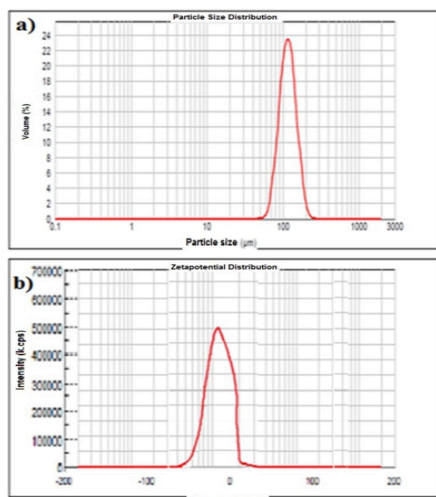 a)
Particle Size Distribution
Volume (%)
24
22
20
18
16
14
12
10
8
6
4
2
0
0.1 1 10 100 1000 3000
Particle size (μm)
b)
Zetapotential Distribution
Intensity (k.cps)
700000
600000
500000
400000
300000
200000
100000
0
-200 -100 0 100 200